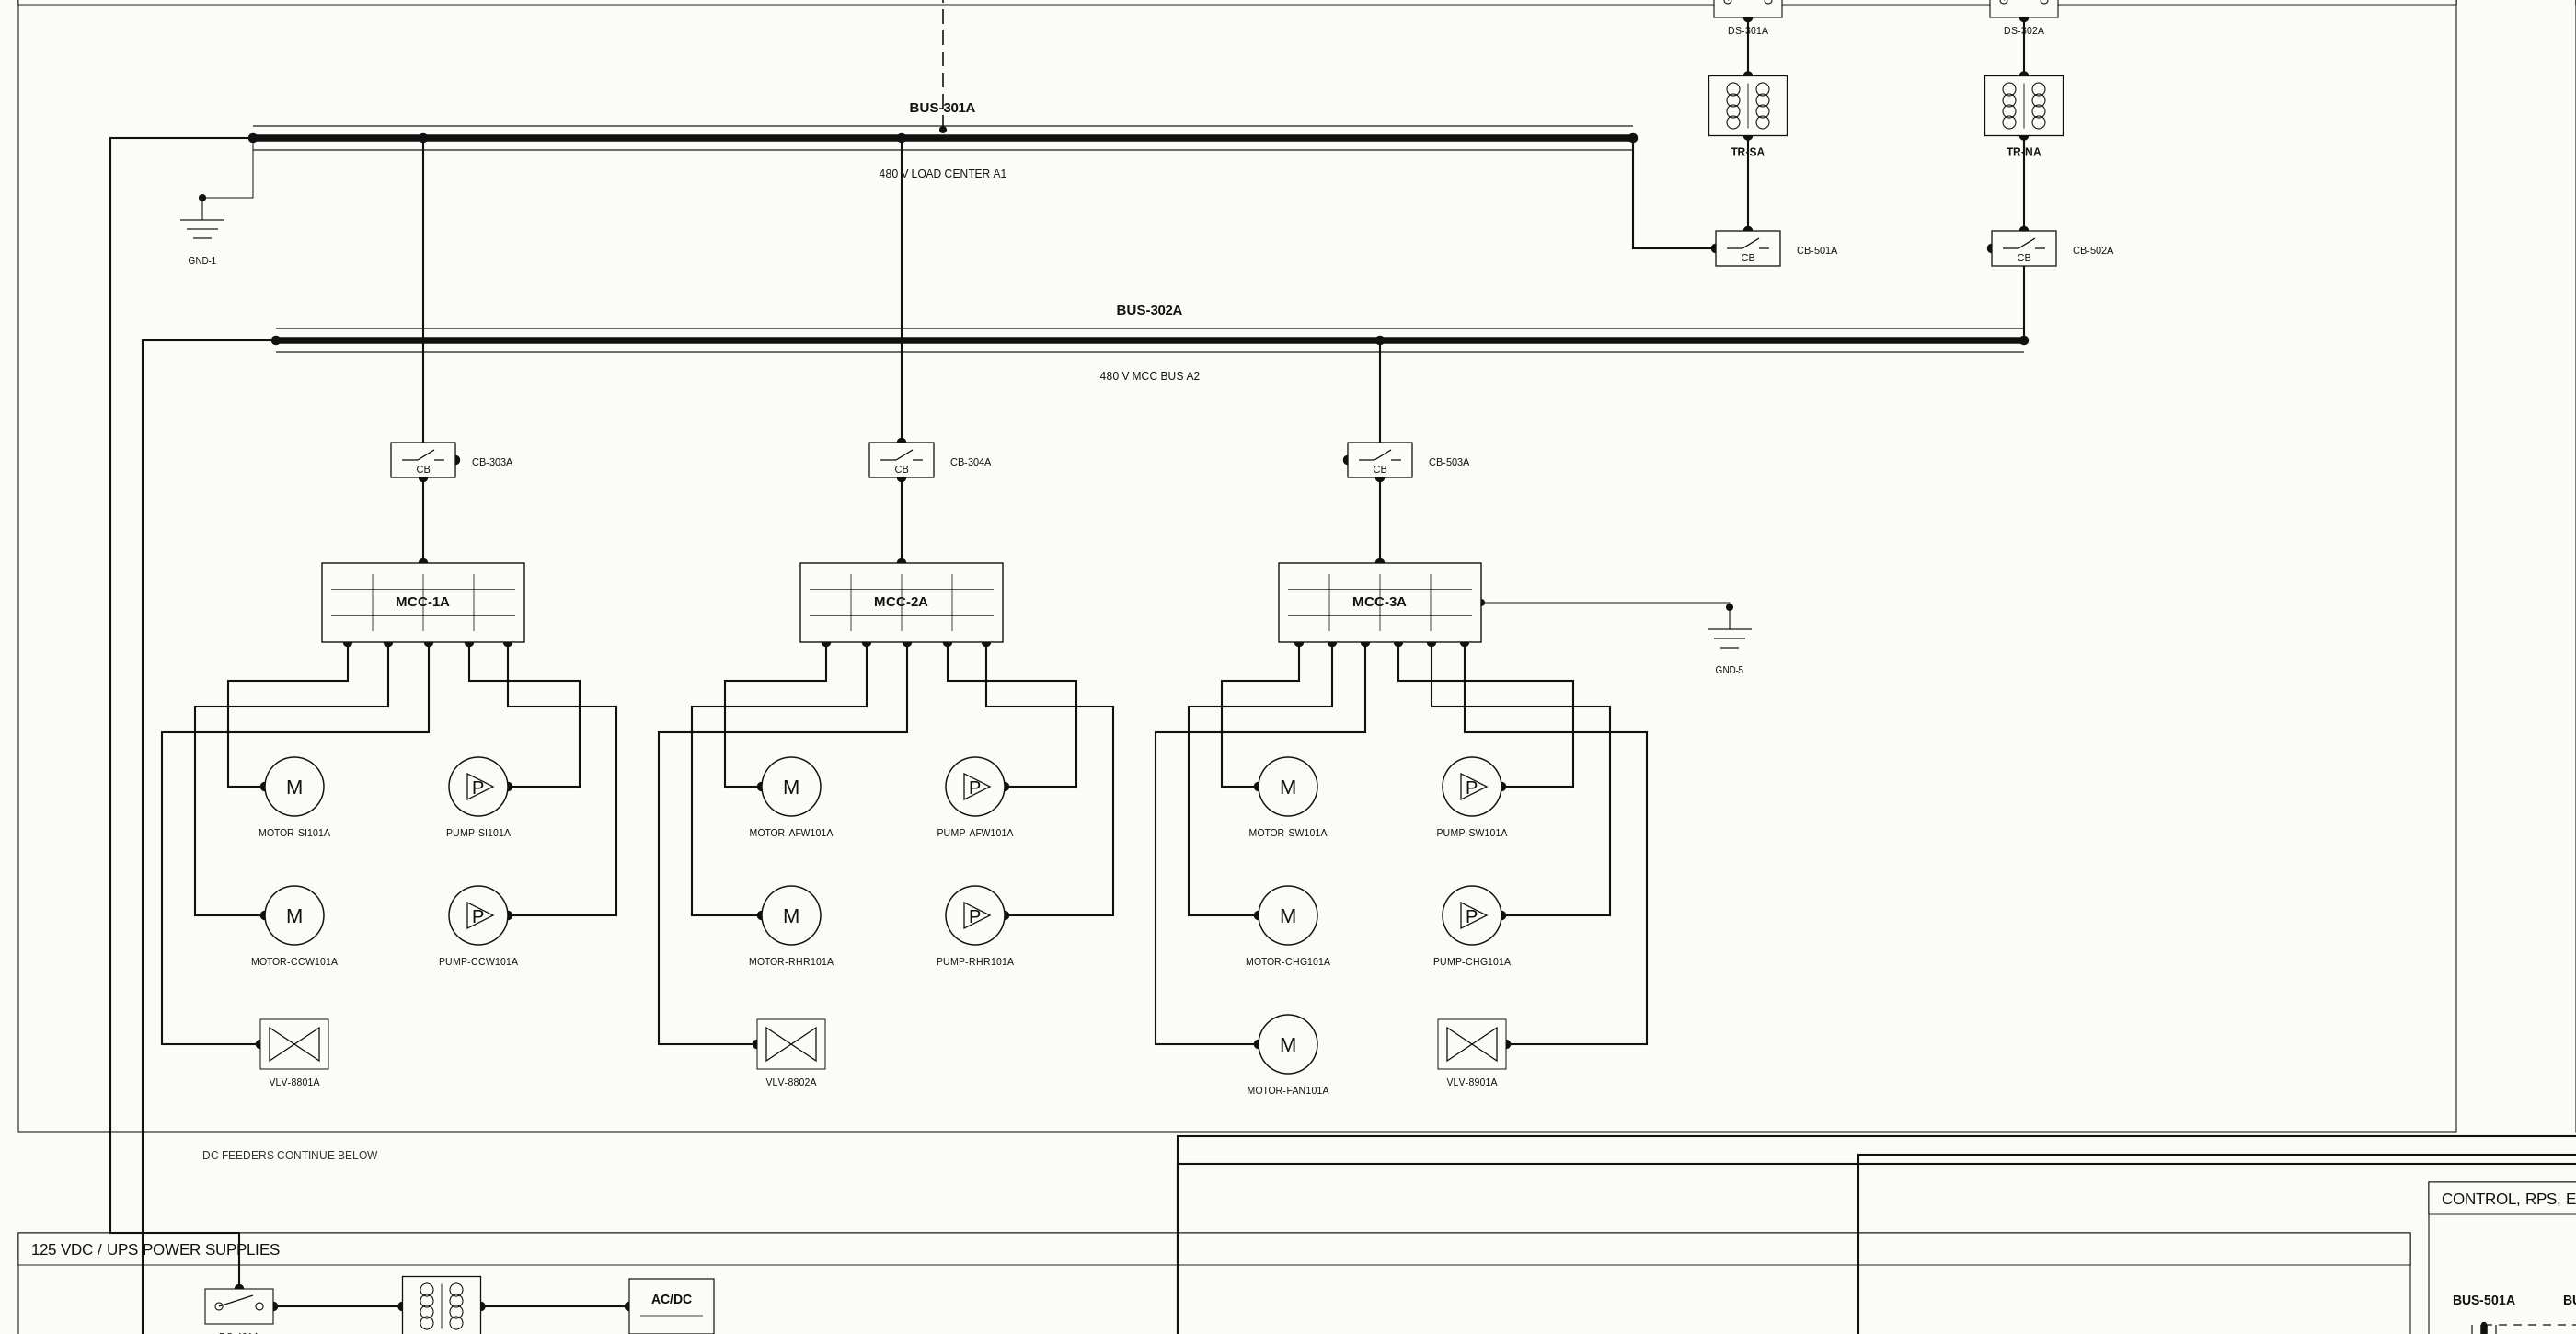 DS-301A
DS-302A
BUS-301A
TR-SA
TR-NA
480 V LOAD CENTER A1
CB
CB-501A
CB
CB-502A
GND-1
BUS-302A
480 V MCC BUS A2
CB
CB-303A
CB
CB-304A
CB
CB-503A
MCC-1A
MCC-2A
MCC-3A
GND-5
M
P
M
P
M
P
MOTOR-SI101A
PUMP-SI101A
MOTOR-AFW101A
PUMP-AFW101A
MOTOR-SW101A
PUMP-SW101A
M
P
M
P
M
P
MOTOR-CCW101A
PUMP-CCW101A
MOTOR-RHR101A
PUMP-RHR101A
MOTOR-CHG101A
PUMP-CHG101A
M
VLV-8801A
VLV-8802A
MOTOR-FAN101A
VLV-8901A
DC FEEDERS CONTINUE BELOW
CONTROL, RPS, E
125 VDC / UPS POWER SUPPLIES
AC/DC
BUS-501A